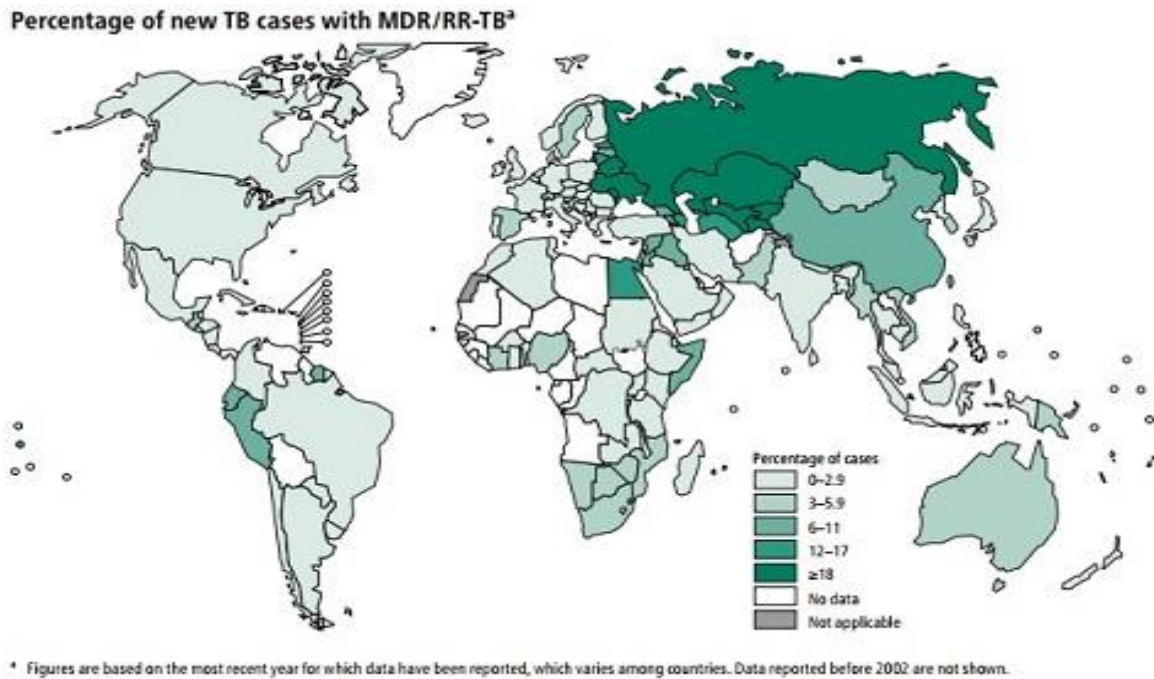 Percentage of new TB cases with MDR/RR-TBª
Percentage of cases
0–2.9
3–5.9
6–11
12–17
≥18
No data
Not applicable
ª Figures are based on the most recent year for which data have been reported, which varies among countries. Data reported before 2002 are not shown.